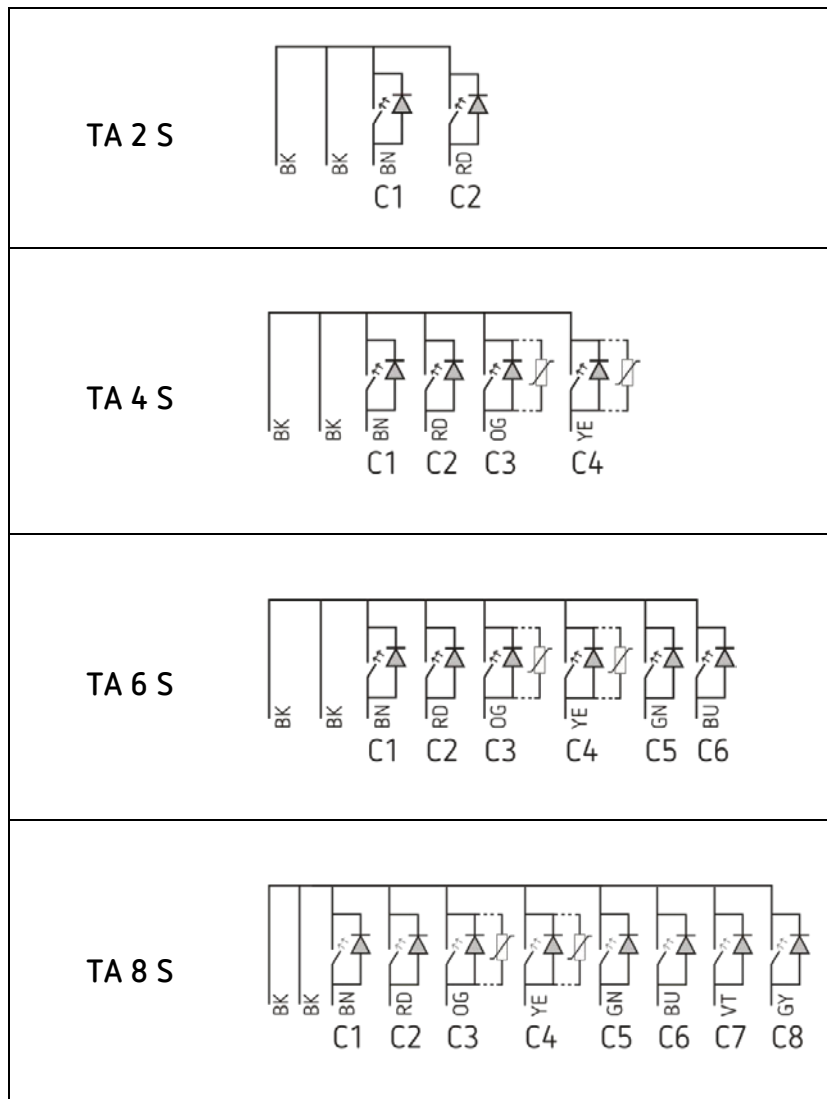 TA 2 S
BK BK BN RD
C1 C2
TA 4 S
BK BK BN RD OG YE
C1 C2 C3 C4
TA 6 S
BK BK BN RD OG YE GN BU
C1 C2 C3 C4 C5 C6
TA 8 S
BK BK BN RD OG YE GN BU VT GY
C1 C2 C3 C4 C5 C6 C7 C8